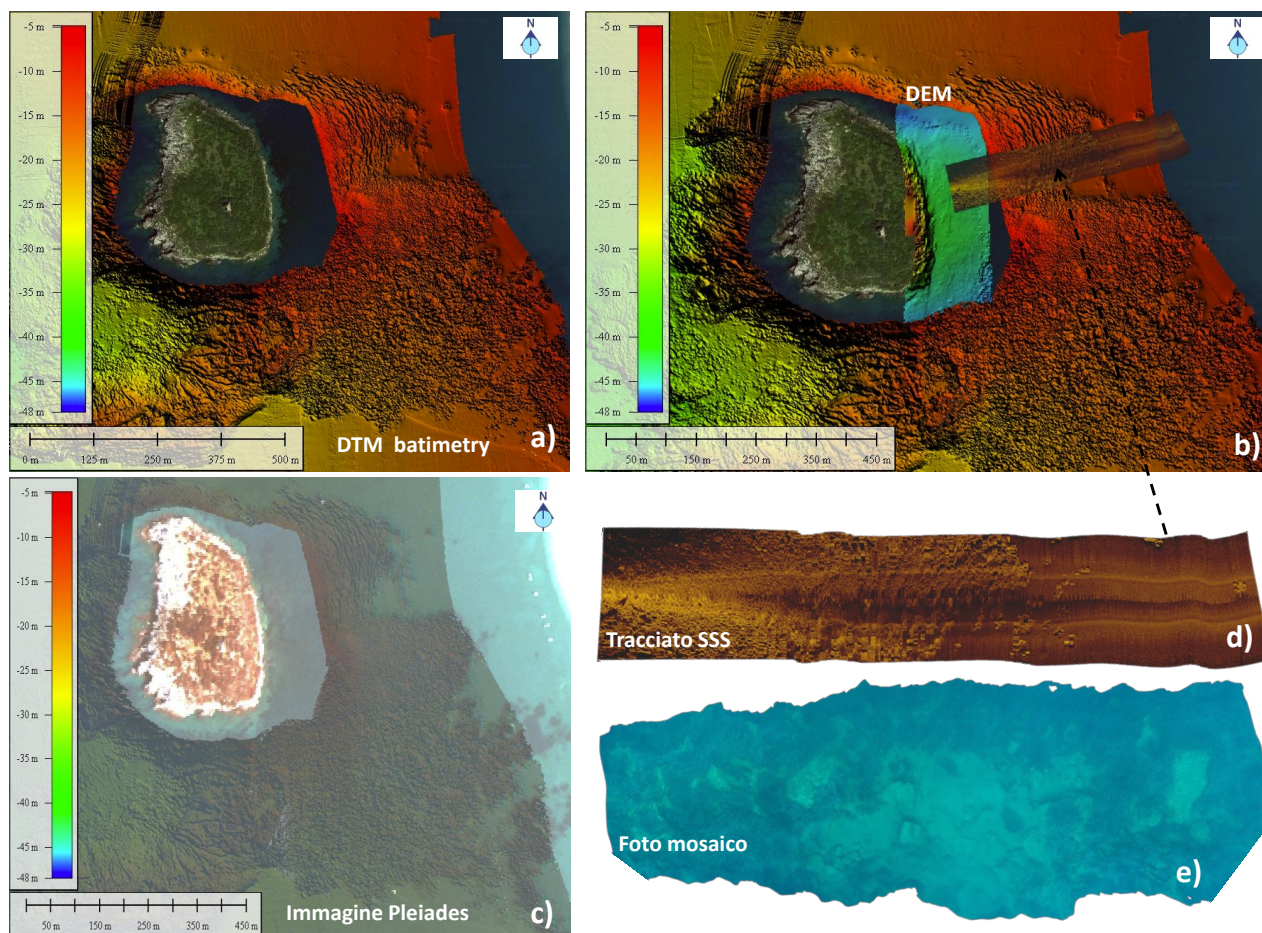 -5 m
-10 m
-15 m
-20 m
-25 m
-30 m
-35 m
-40 m
-45 m
-48 m
N
0 m 125 m 250 m 375 m 500 m
DTM batimetry
a)
-5 m
-10 m
-15 m
-20 m
-25 m
-30 m
-35 m
-40 m
-45 m
-48 m
N
DEM
50 m 150 m 250 m 350 m 450 m
b)
-5 m
-10 m
-15 m
-20 m
-25 m
-30 m
-35 m
-40 m
-45 m
-48 m
N
50 m 150 m 250 m 350 m 450 m
Immagine Pleiades
c)
Tracciato SSS
d)
Foto mosaico
e)